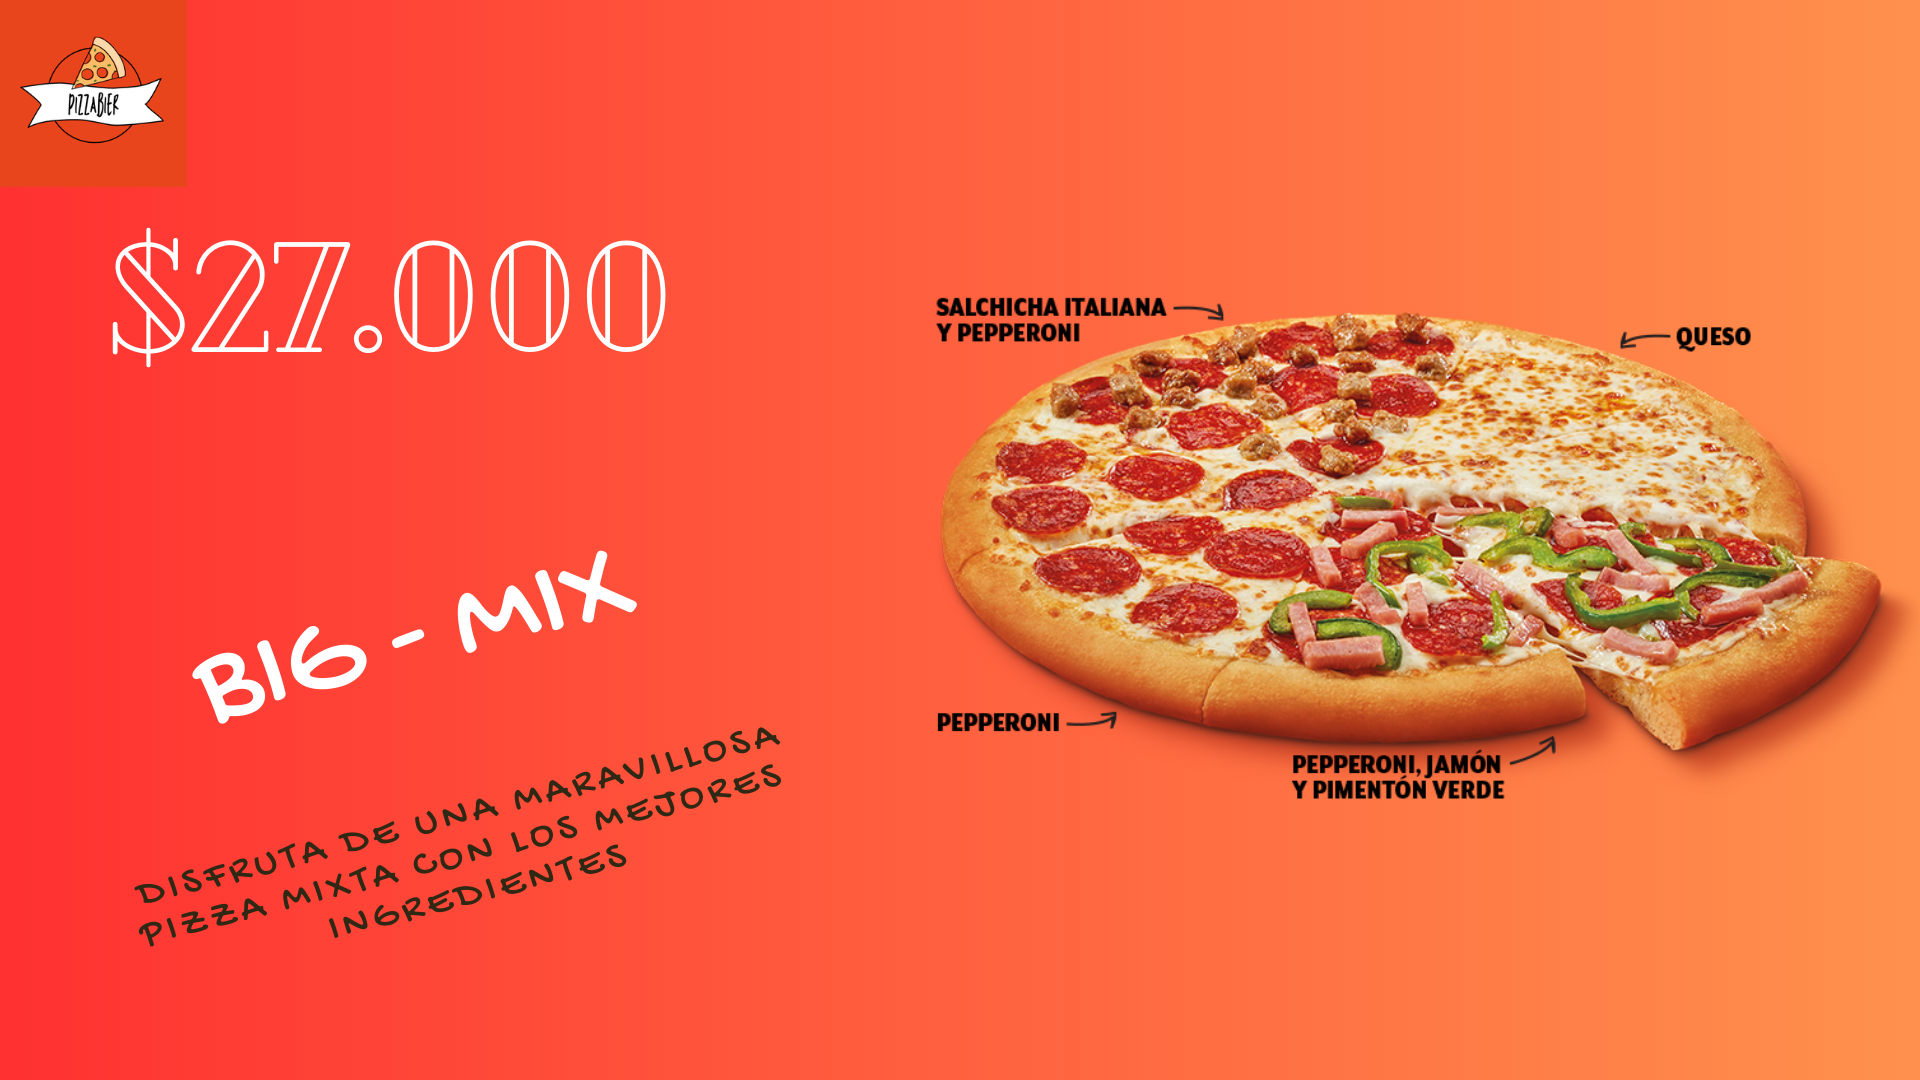 PIZZABIER
$27.000
BIG - MIX
DISFRUTA DE UNA MARAVILLOSA
PIZZA MIXTA CON LOS MEJORES
INGREDIENTES
SALCHICHA ITALIANA
Y PEPPERONI
QUESO
PEPPERONI
PEPPERONI, JAMÓN
Y PIMENTÓN VERDE